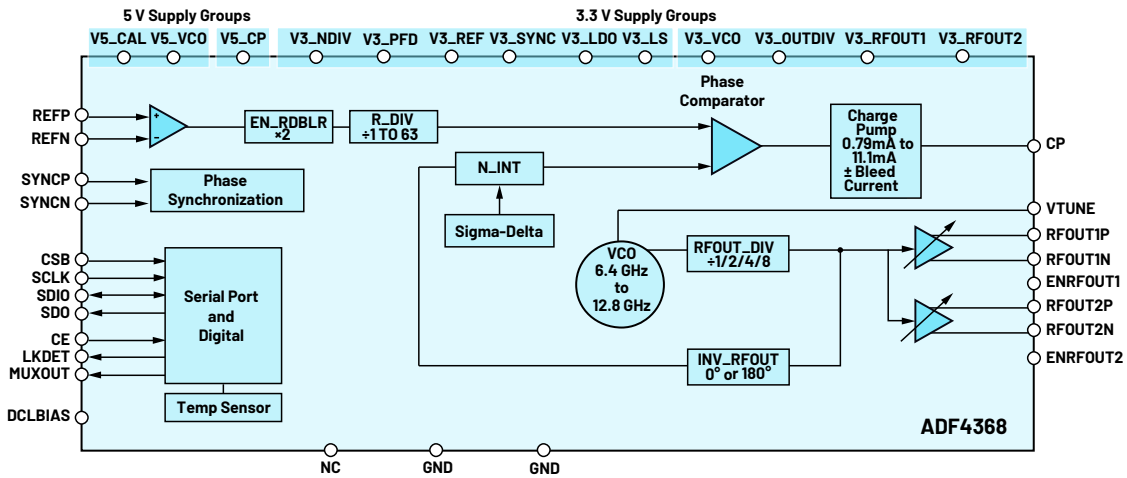 5 V Supply Groups
3.3 V Supply Groups
V5_CAL V5_VCO V5_CP V3_NDIV V3_PFD V3_REF V3_SYNC V3_LDO V3_LS V3_VCO V3_OUTDIV V3_RFOUT1 V3_RFOUT2
REFP
REFN
+
−
EN_RDBLR
×2
R_DIV
÷1 TO 63
Phase
Comparator
Charge
Pump
0.79mA to
11.1mA
± Bleed
Current
CP
SYNCP
SYNCN
Phase
Synchronization
N_INT
Sigma-Delta
VTUNE
VCO
6.4 GHz
to
12.8 GHz
RFOUT_DIV
÷1/2/4/8
RFOUT1P
RFOUT1N
ENRFOUT1
RFOUT2P
RFOUT2N
ENRFOUT2
CSB
SCLK
SDIO
SDO
CE
LKDET
MUXOUT
Serial Port
and
Digital
INV_RFOUT
0° or 180°
Temp Sensor
DCLBIAS
ADF4368
NC
GND
GND